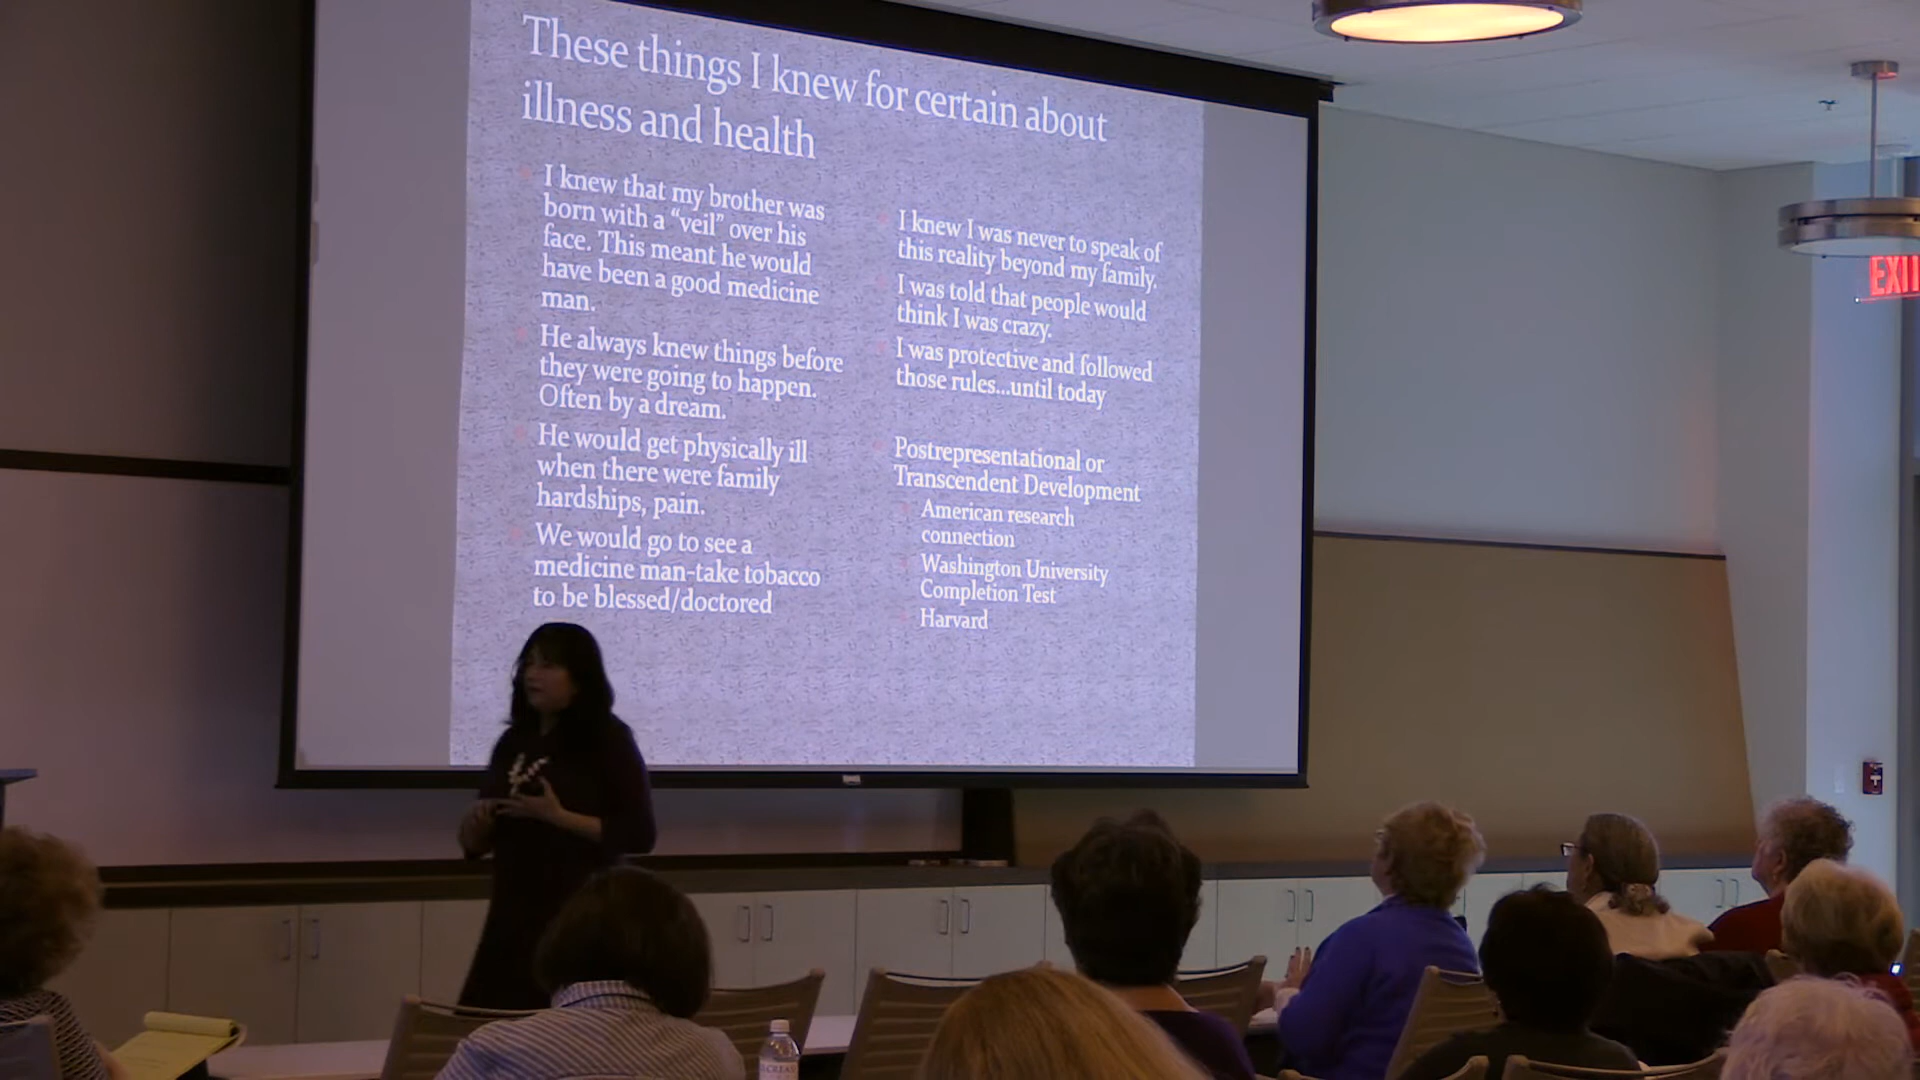 These things I knew for certain about
illness and health
I knew that my brother was
born with a “veil” over his
face. This meant he would
have been a good medicine
man.
He always knew things before
they were going to happen.
Often by a dream.
He would get physically ill
when there were family
hardships, pain.
We would go to see a
medicine man-take tobacco
to be blessed/doctored
I knew I was never to speak of
this reality beyond my family.
I was told that people would
think I was crazy.
I was protective and followed
those rules...until today
Postrepresentational or
Transcendent Development
American research
connection
Washington University
Completion Test
Harvard
EXIT